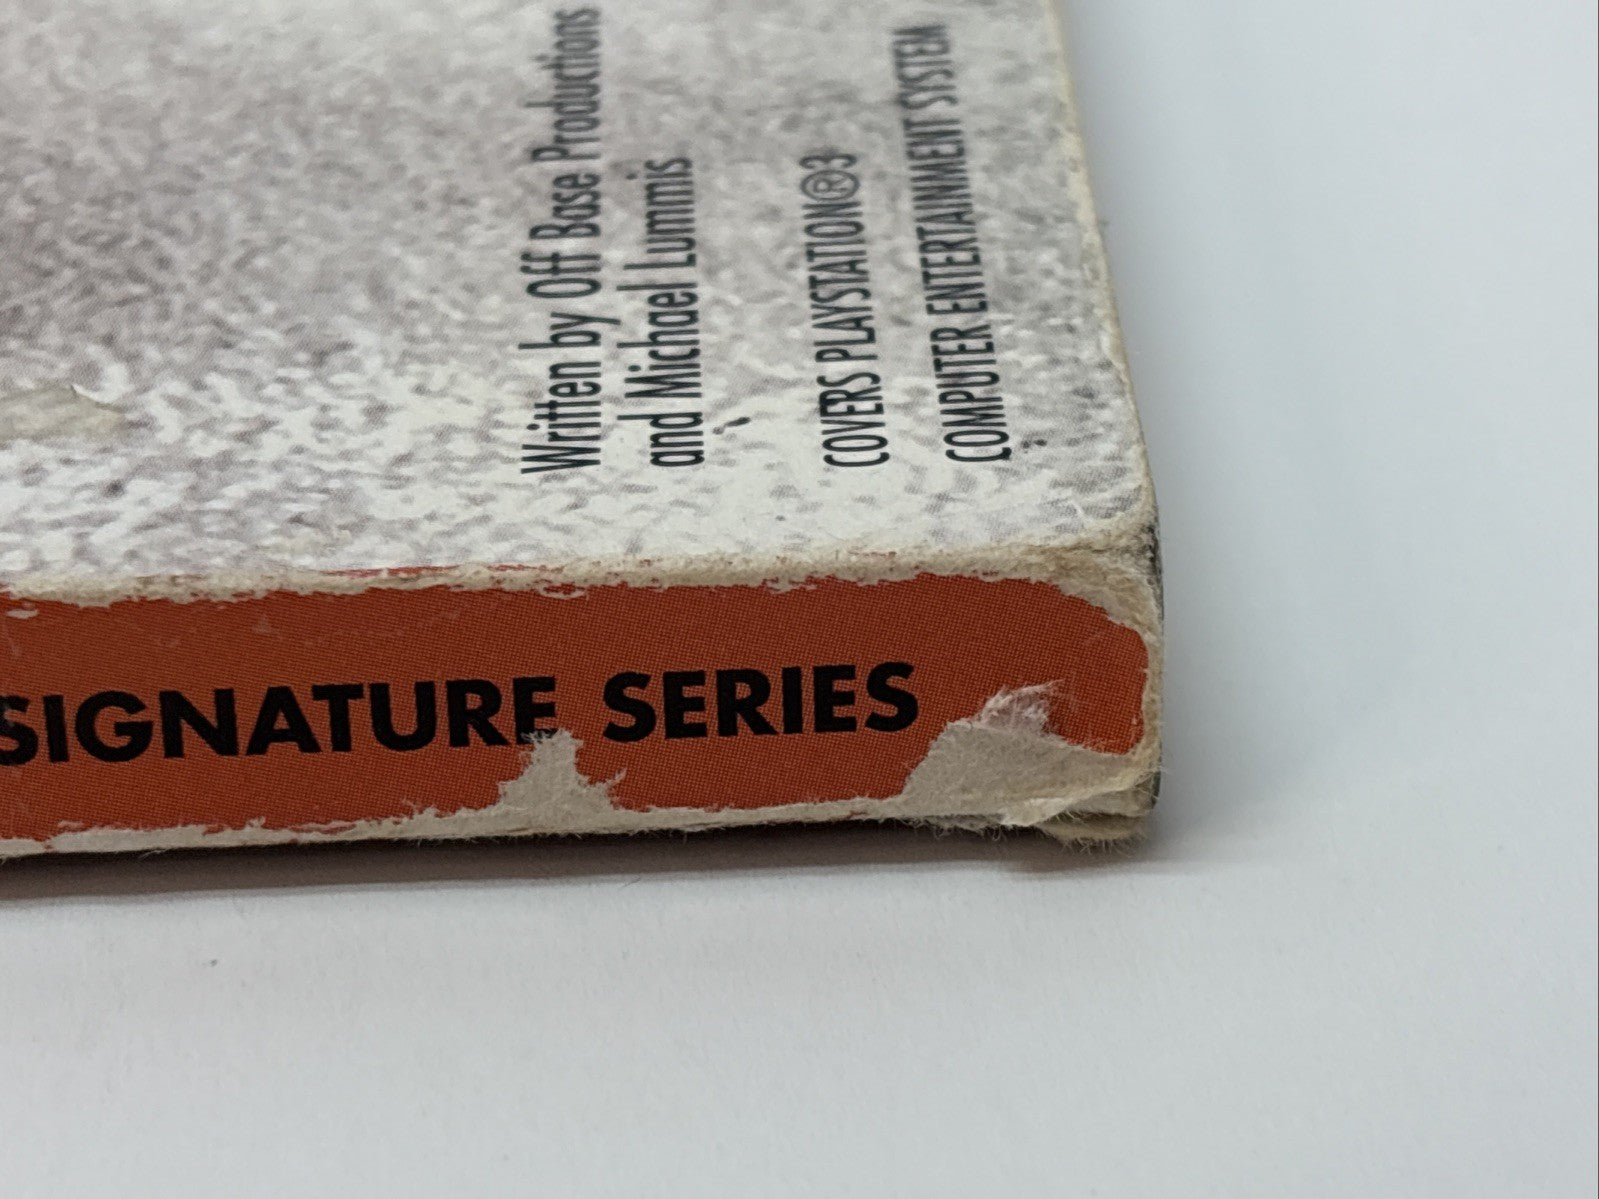 Written by Off Base Productions
and Michael Lummis
COVERS PLAYSTATION®3
COMPUTER ENTERTAINMENT SYSTEM
SIGNATURE SERIES